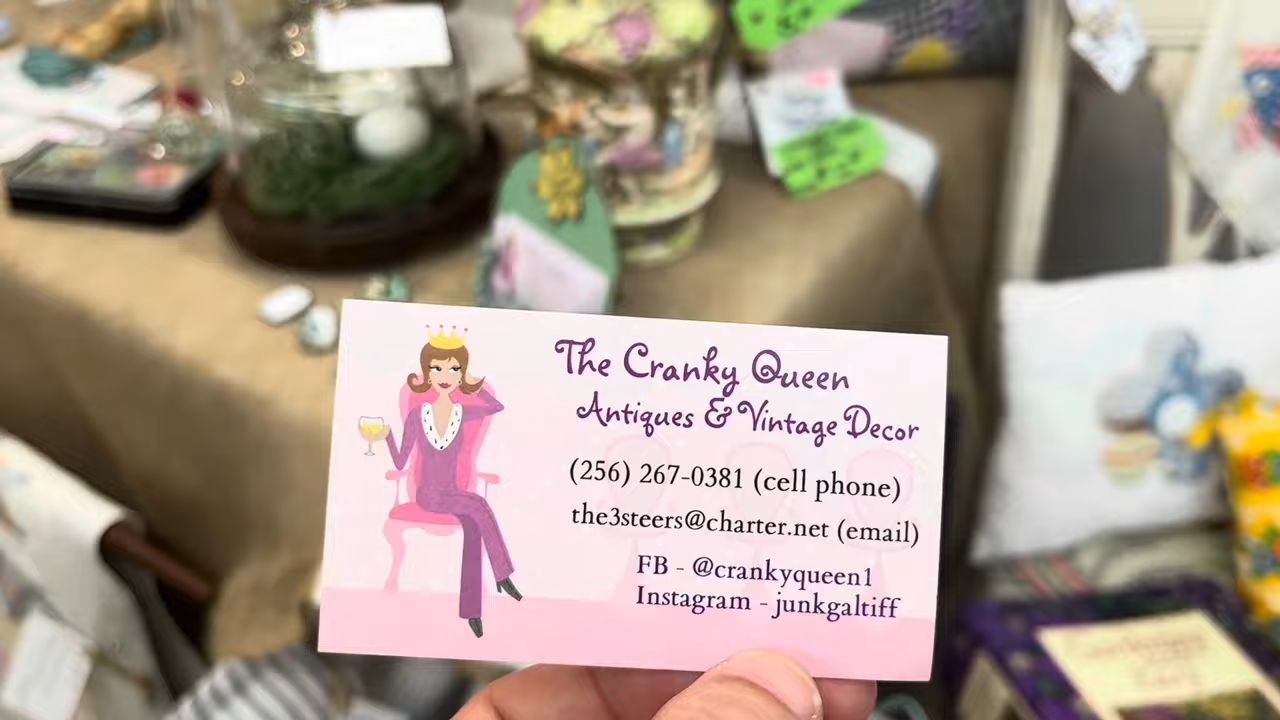 The Cranky Queen
Antiques & Vintage Decor
(256) 267-0381 (cell phone)
the3steers@charter.net (email)
FB - @crankyqueen1
Instagram - junkgaltiff